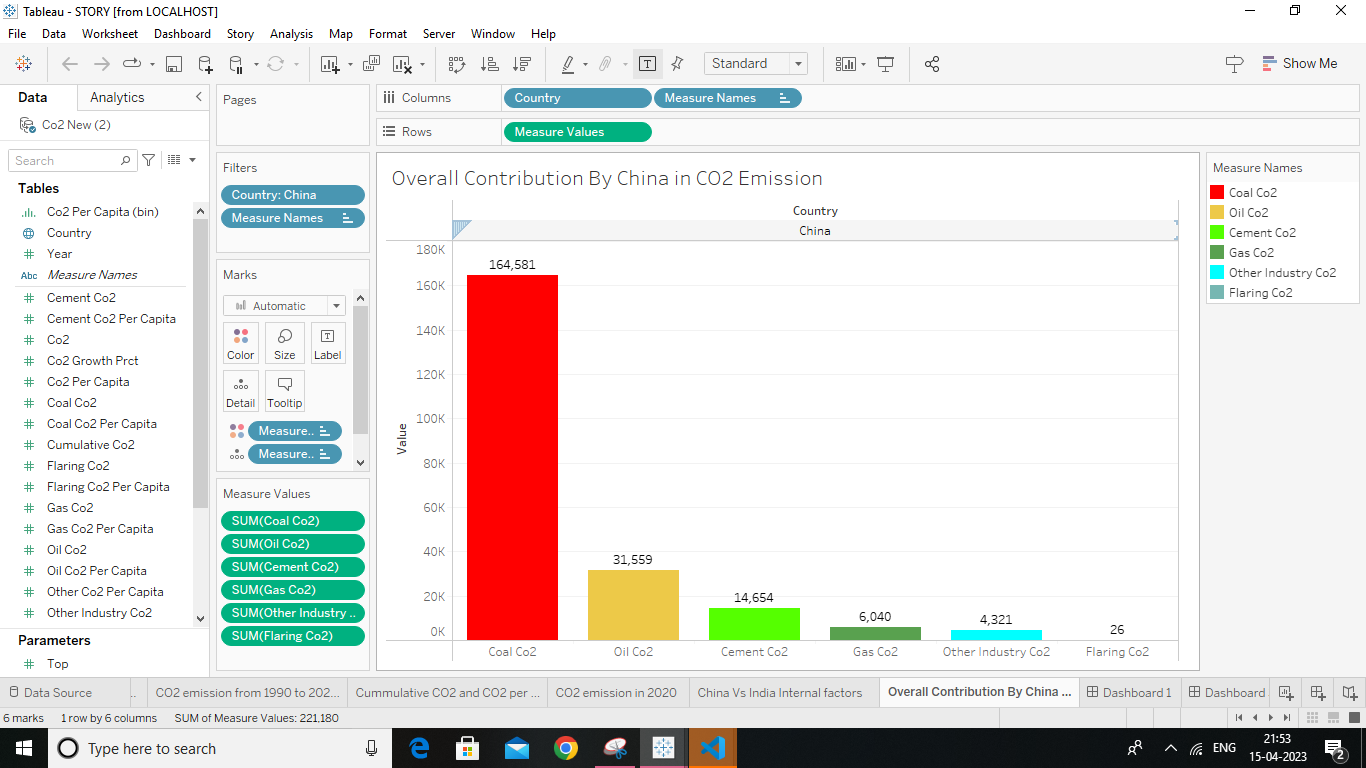 Tableau - STORY [from LOCALHOST]
File Data Worksheet Dashboard Story Analysis Map Format Server Window Help
Standard
Show Me
Data Analytics
Co2 New (2)
Search
Tables
Co2 Per Capita (bin)
Country
Year
Abc Measure Names
Cement Co2
Cement Co2 Per Capita
Co2
Co2 Growth Prct
Co2 Per Capita
Coal Co2
Coal Co2 Per Capita
Cumulative Co2
Flaring Co2
Flaring Co2 Per Capita
Gas Co2
Gas Co2 Per Capita
Oil Co2
Oil Co2 Per Capita
Other Co2 Per Capita
Other Industry Co2
Parameters
Top
Pages
Filters
Country: China
Measure Names
Marks
Automatic
Color Size Label
Detail Tooltip
Measure..
Measure..
Measure Values
SUM(Coal Co2)
SUM(Oil Co2)
SUM(Cement Co2)
SUM(Gas Co2)
SUM(Other Industry ..
SUM(Flaring Co2)
Columns Country Measure Names
Rows Measure Values
Overall Contribution By China in CO2 Emission
Country
China
180K
160K
140K
120K
100K
80K
60K
40K
20K
0K
Value
164,581
31,559
14,654
6,040
4,321
26
Coal Co2 Oil Co2 Cement Co2 Gas Co2 Other Industry Co2 Flaring Co2
Measure Names
Coal Co2
Oil Co2
Cement Co2
Gas Co2
Other Industry Co2
Flaring Co2
Data Source .. CO2 emission from 1990 to 202... Cummulative CO2 and CO2 per ... CO2 emission in 2020 China Vs India Internal factors Overall Contribution By China ... Dashboard 1 Dashboard
6 marks 1 row by 6 columns SUM of Measure Values: 221,180
Type here to search
ENG
21:53
15-04-2023
2